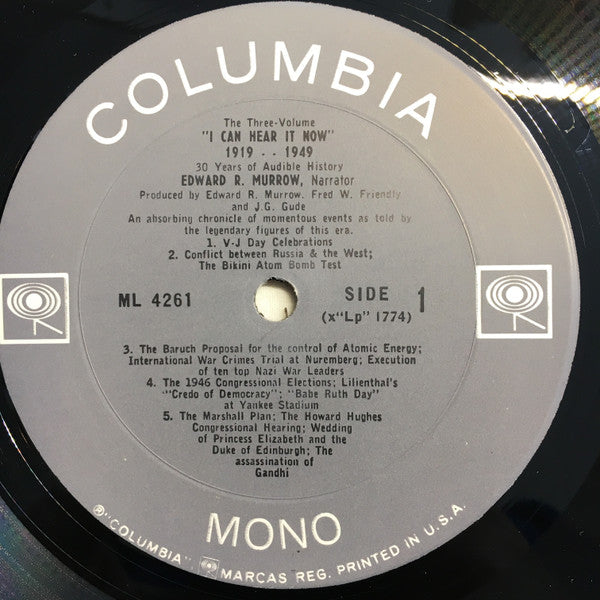 COLUMBIA
The Three-Volume
"I CAN HEAR IT NOW"
1919 - - 1949
30 Years of Audible History
EDWARD R. MURROW, Narrator
Produced by Edward R. Murrow. Fred W. Friendly
and J.G. Gude
An absorbing chronicle of momentous events as told by
the legendary figures of this era.
1. V-J Day Celebrations
2. Conflict between Russia & the West;
The Bikini Atom Bomb Test
ML 4261
SIDE 1
(x"Lp" 1774)
3. The Baruch Proposal for the control of Atomic Energy;
International War Crimes Trial at Nuremberg; Execution
of ten top Nazi War Leaders
4. The 1946 Congressional Elections; Lilienthal's
"Credo of Democracy"; "Babe Ruth Day"
at Yankee Stadium
5. The Marshall Plan; The Howard Hughes
Congressional Hearing; Wedding
of Princess Elizabeth and the
Duke of Edinburgh; The
assassination of
Gandhi
MONO
℗"COLUMBIA" MARCAS REG. PRINTED IN U.S.A.